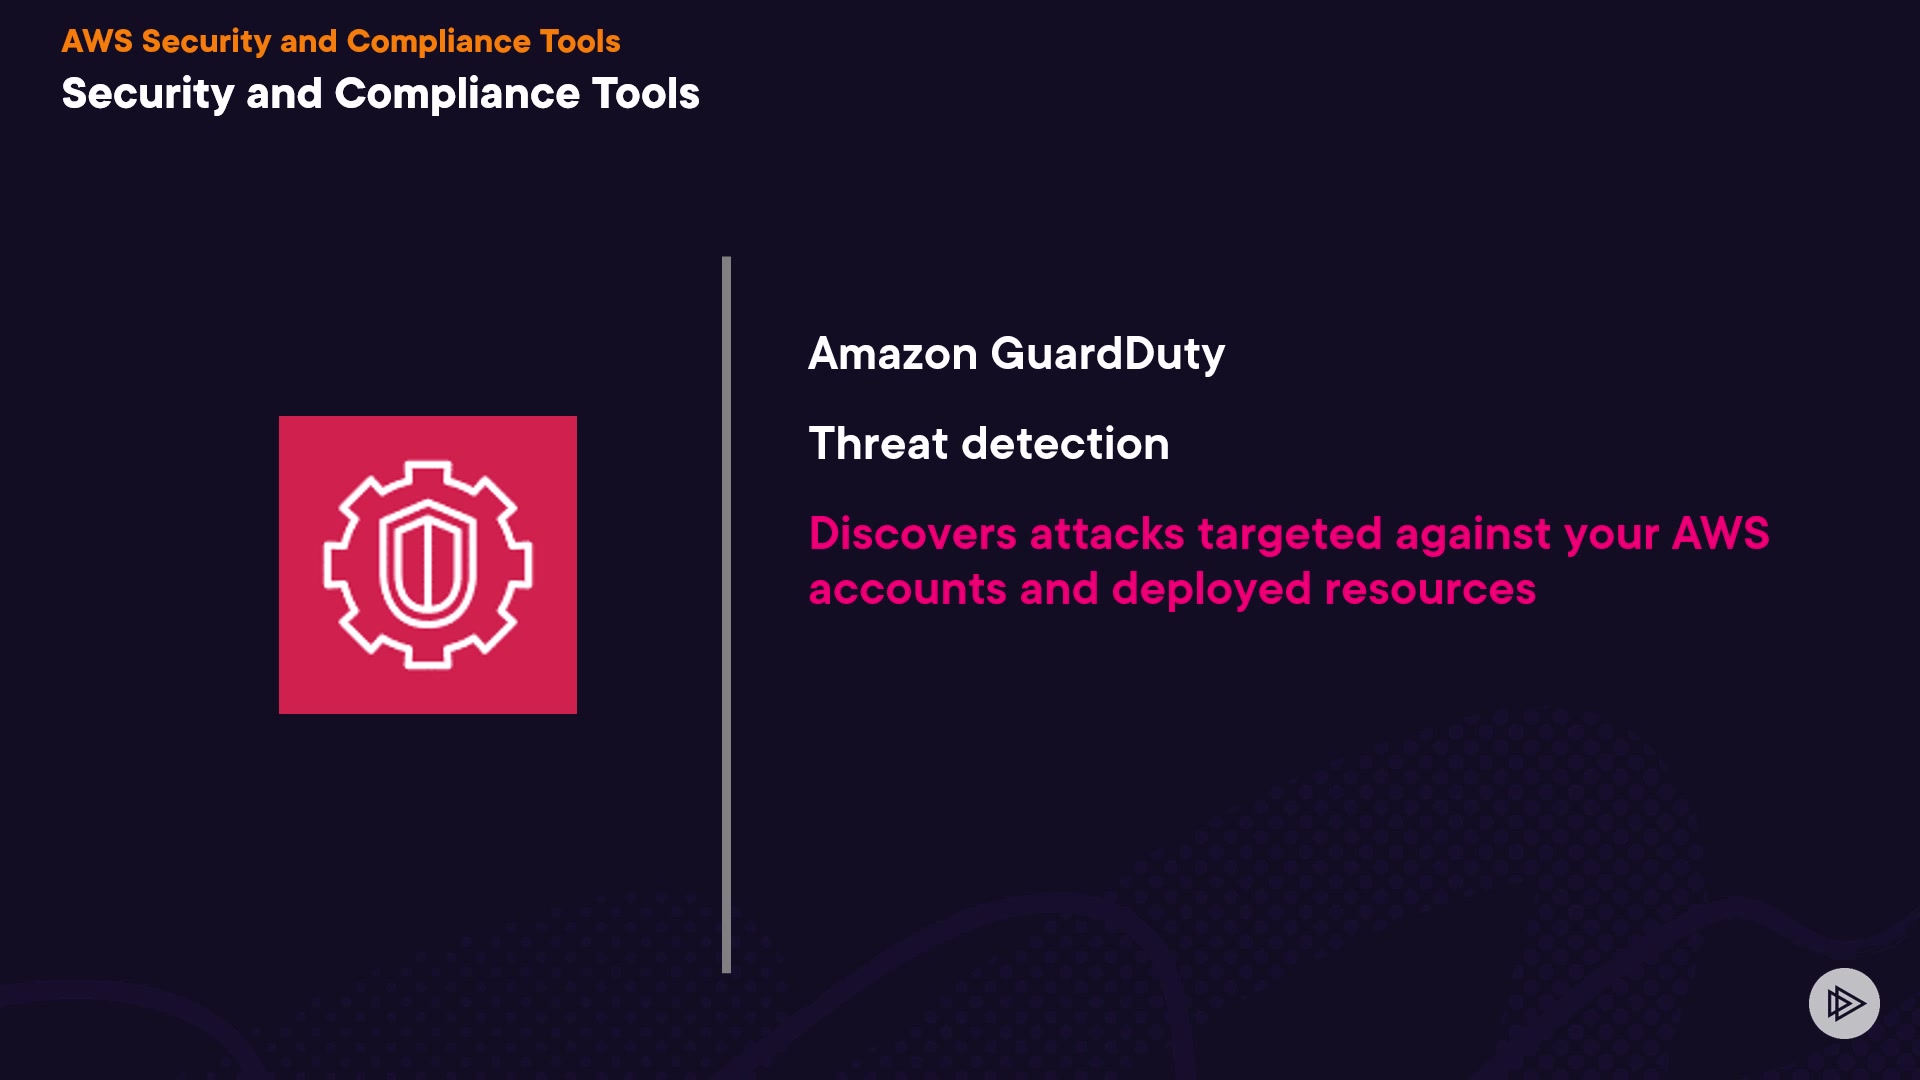 AWS Security and Compliance Tools
Security and Compliance Tools
Amazon GuardDuty
Threat detection
Discovers attacks targeted against your AWS
accounts and deployed resources